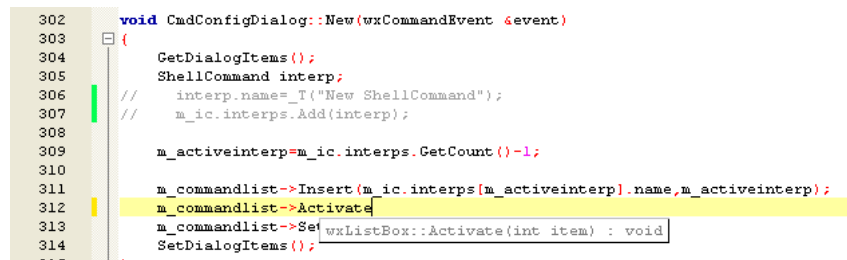 302 void CmdConfigDialog::New(wxCommandEvent &event)
303 {
304 GetDialogItems();
305 ShellCommand interp;
306 // interp.name=_T("New ShellCommand");
307 // m_ic.interps.Add(interp);
308
309 m_activeinterp=m_ic.interps.GetCount()-1;
310
311 m_commandlist->Insert(m_ic.interps[m_activeinterp].name,m_activeinterp);
312 m_commandlist->Activate
313 m_commandlist->Set
wxListBox::Activate(int item) : void
314 SetDialogItems();